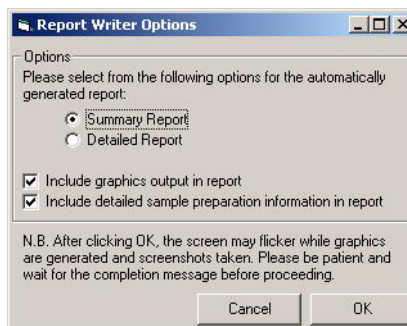 Report Writer Options
Options
Please select from the following options for the automatically
generated report:
Summary Report
Detailed Report
Include graphics output in report
Include detailed sample preparation information in report
N.B. After clicking OK, the screen may flicker while graphics
are generated and screenshots taken. Please be patient and
wait for the completion message before proceeding.
Cancel OK